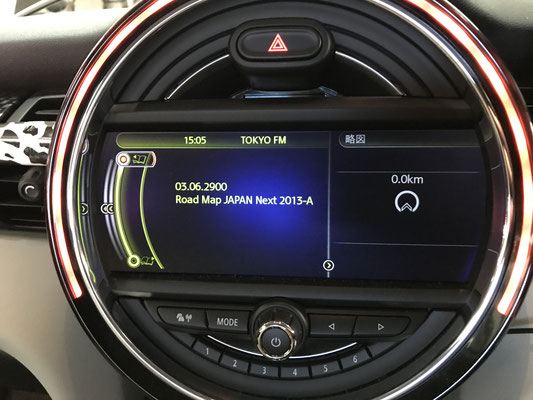 15:05 TOKYO FM 略図
0.0km
03.06.2900
Road Map JAPAN Next 2013-A
MODE
1 2 3 4 5 6